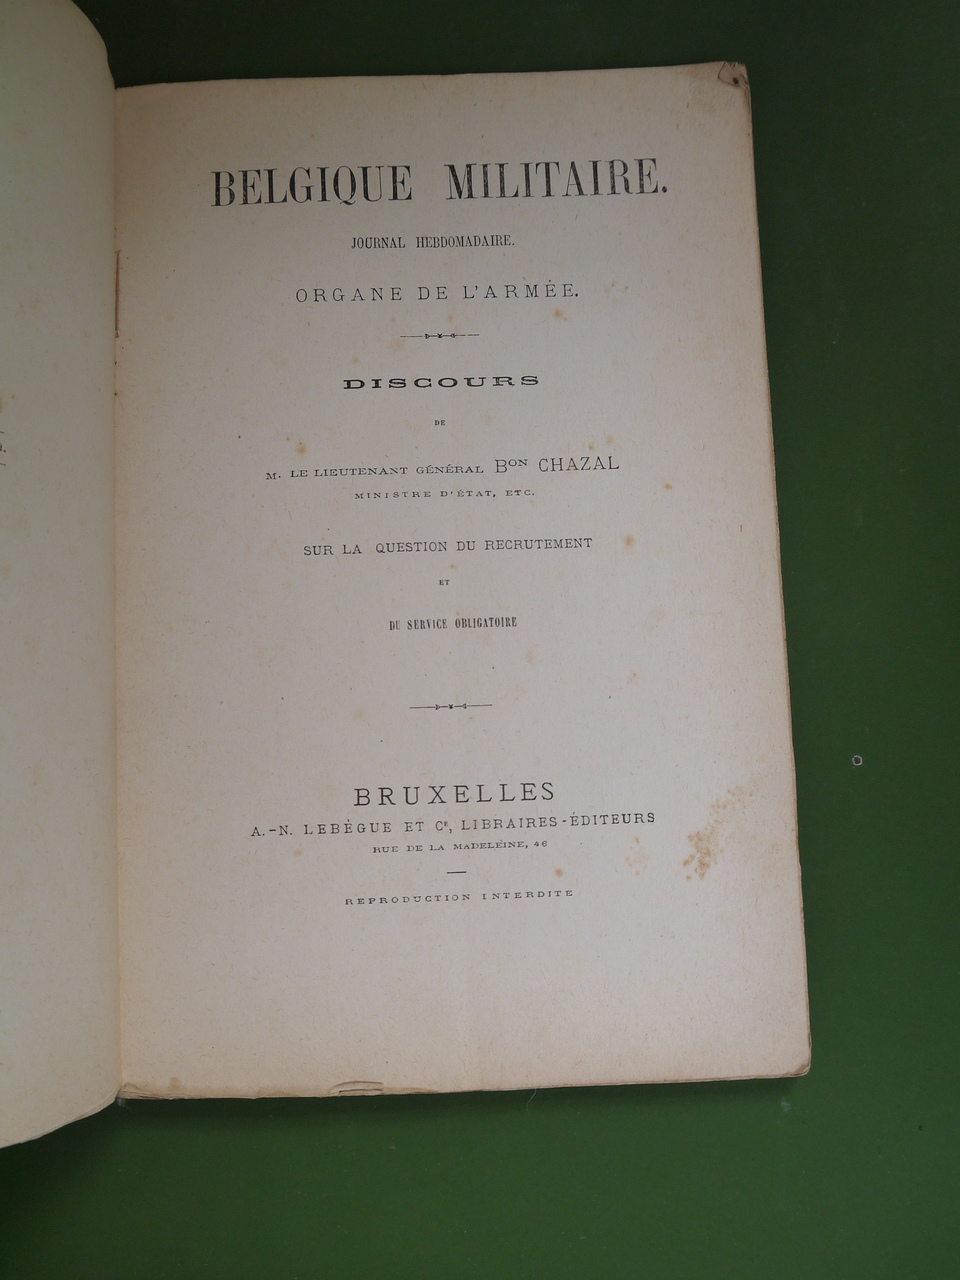 BELGIQUE MILITAIRE.
JOURNAL HEBDOMADAIRE.
ORGANE DE L'ARMÉE.
DISCOURS
DE
M. LE LIEUTENANT GÉNÉRAL BON CHAZAL
MINISTRE D'ÉTAT, ETC.
SUR LA QUESTION DU RECRUTEMENT
ET
DU SERVICE OBLIGATOIRE
BRUXELLES
A.-N. LEBÈGUE ET CE, LIBRAIRES-ÉDITEURS
RUE DE LA MADELEINE, 46
REPRODUCTION INTERDITE